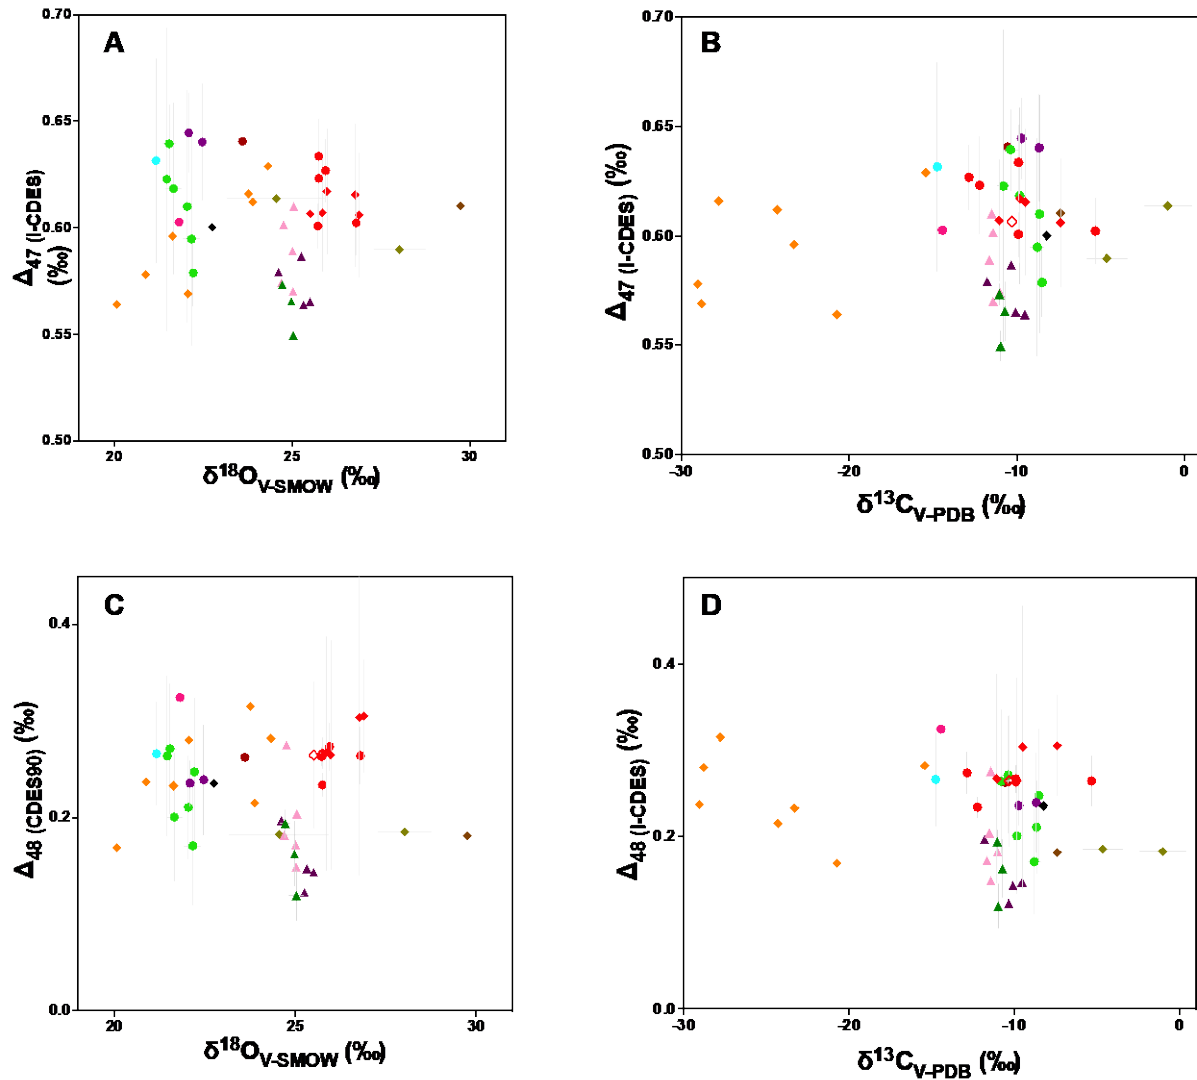 A
0.70
0.65
0.60
0.55
0.50
20
25
30
Δ47 (I-CDES)
(‰)
δ18OV-SMOW (‰)
B
0.70
0.65
0.60
0.55
0.50
-30
-20
-10
0
Δ47 (I-CDES) (‰)
δ13CV-PDB (‰)
C
0.4
0.2
0.0
20
25
30
Δ48 (CDES90) (‰)
δ18OV-SMOW (‰)
D
0.4
0.2
0.0
-30
-20
-10
0
Δ48 (I-CDES) (‰)
δ13CV-PDB (‰)